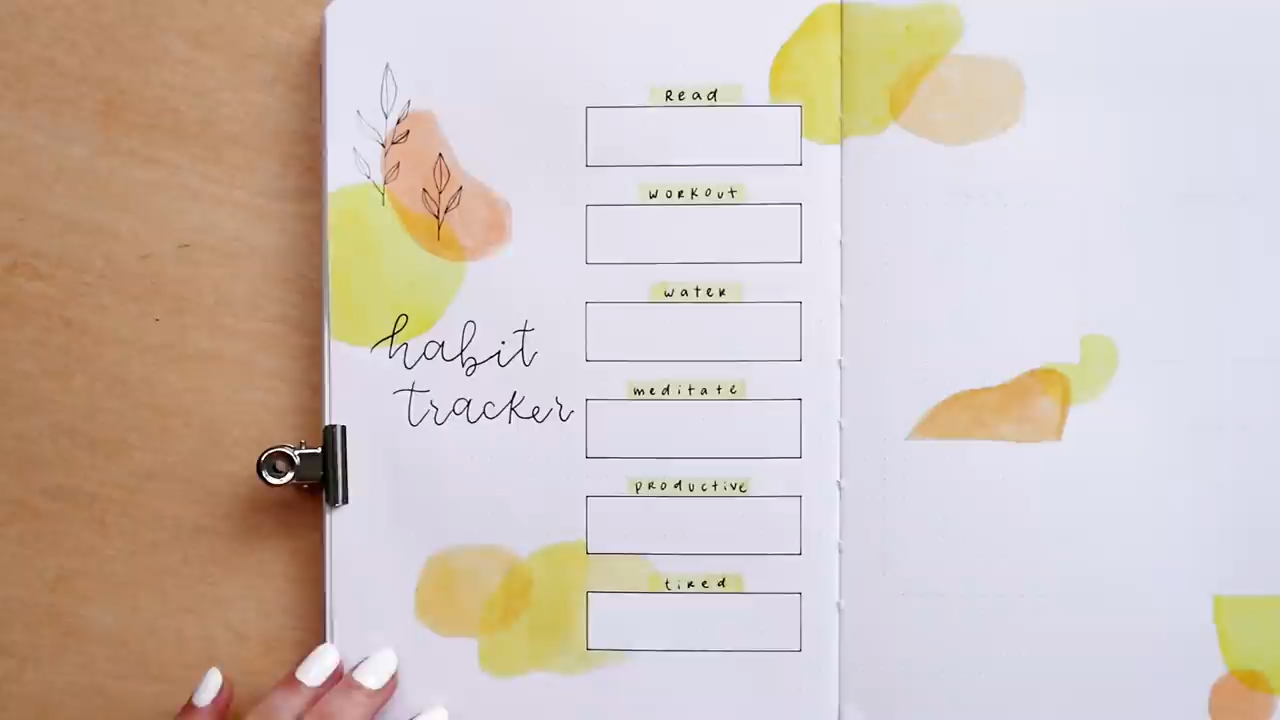 habit
tracker
Read
workout
water
meditate
productive
tired